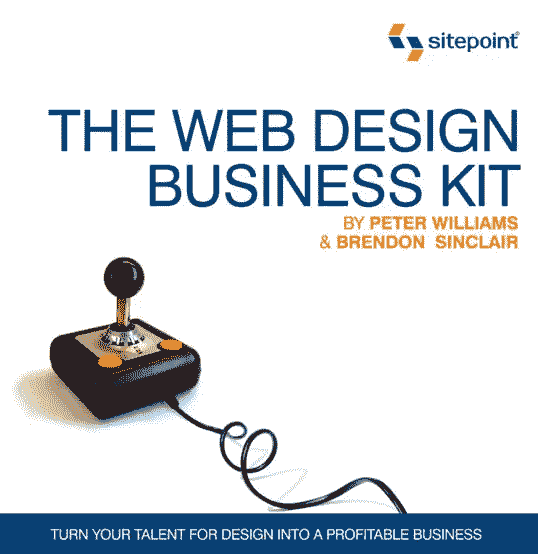 sitepoint®
THE WEB DESIGN
BUSINESS KIT
BY PETER WILLIAMS
& BRENDON SINCLAIR
TURN YOUR TALENT FOR DESIGN INTO A PROFITABLE BUSINESS